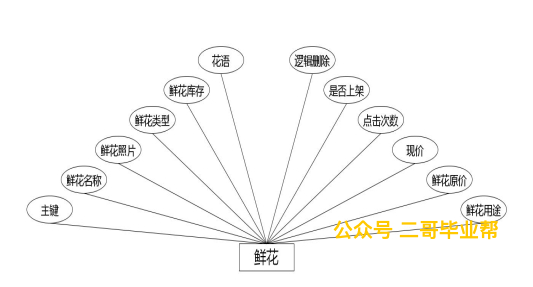 花语
逻辑删除
鲜花库存
是否上架
鲜花类型
点击次数
鲜花照片
现价
鲜花名称
鲜花原价
主键
鲜花用途
公众号 二哥毕业帮
鲜花